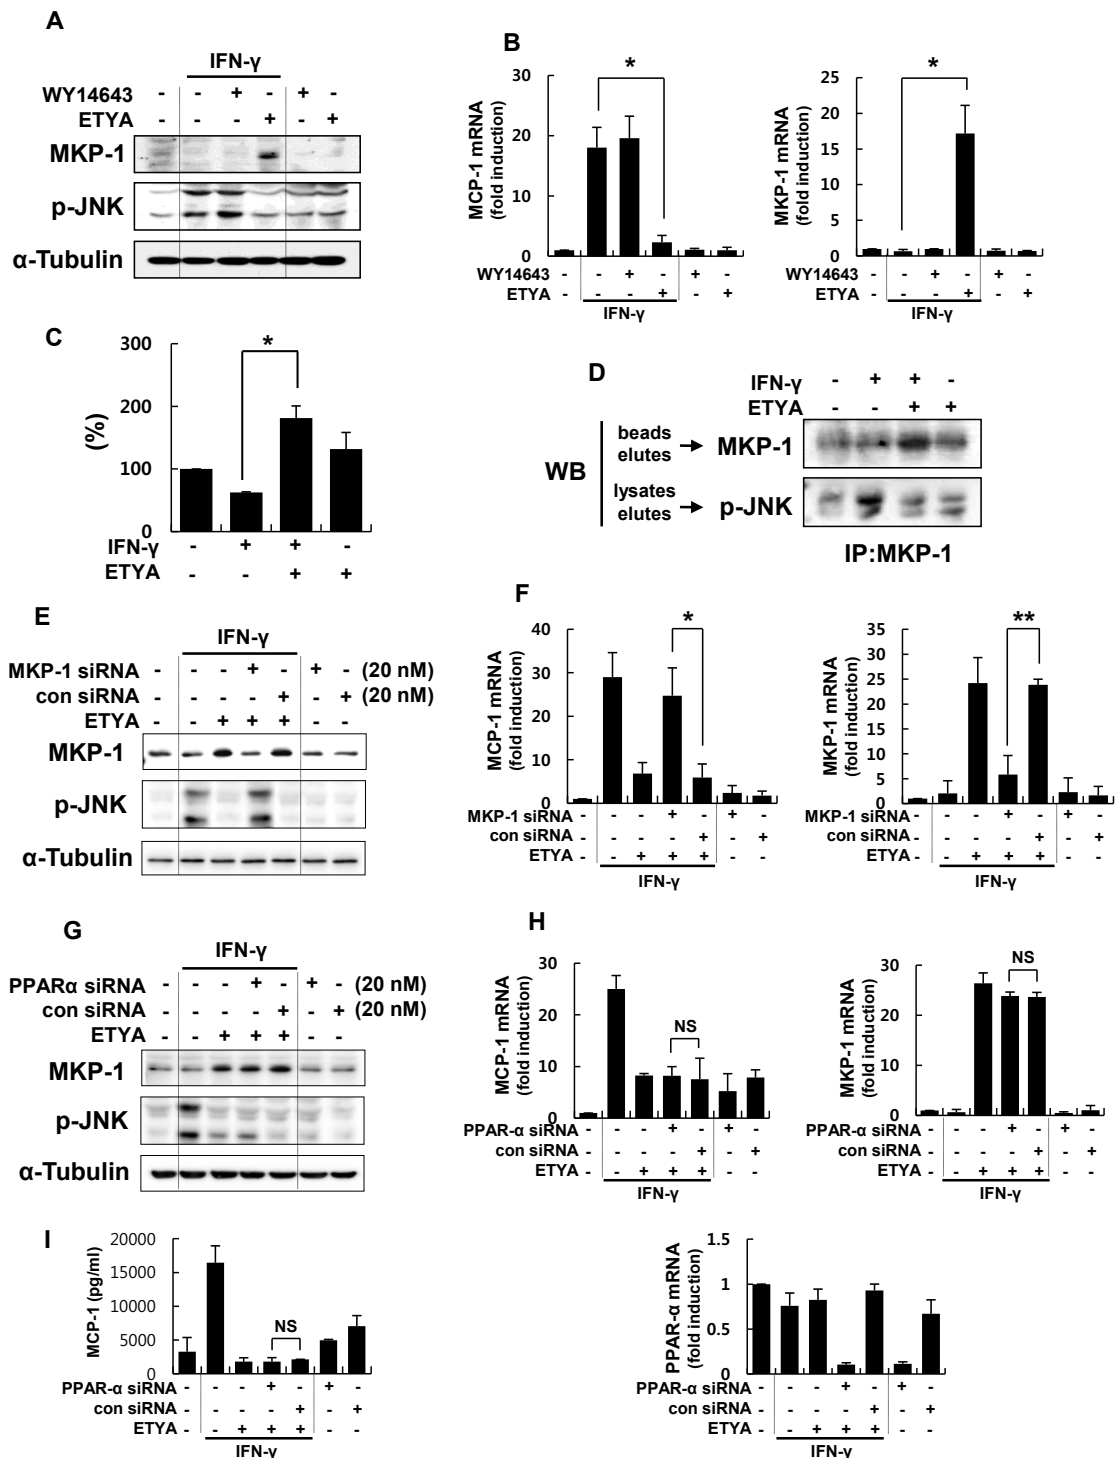 A
IFN-γ
WY14643 - - + - + -
ETYA - - - + - +
MKP-1
p-JNK
α-Tubulin
B
MCP-1 mRNA
(fold induction)
30
20
10
0
*
WY14643 - - + - + -
ETYA - - - + - +
IFN-γ
MKP-1 mRNA
(fold induction)
25
20
15
10
5
0
*
WY14643 - - + - + -
ETYA - - - + - +
IFN-γ
C
(%)
300
200
100
0
*
IFN-γ - + + -
ETYA - - + +
D
IFN-γ - + + -
ETYA - - + +
WB
beads
elutes
MKP-1
lysates
elutes
p-JNK
IP:MKP-1
E
IFN-γ
MKP-1 siRNA - - - + - + - (20 nM)
con siRNA - - - - + - + (20 nM)
ETYA - - + + + - -
MKP-1
p-JNK
α-Tubulin
F
MCP-1 mRNA
(fold induction)
40
30
20
10
0
*
MKP-1 siRNA - - - + - + -
con siRNA - - - - + - +
ETYA - - + + + - -
IFN-γ
MKP-1 mRNA
(fold induction)
35
30
25
20
15
10
5
0
**
MKP-1 siRNA - - - + - + -
con siRNA - - - - + - +
ETYA - - + + + - -
IFN-γ
G
IFN-γ
PPARα siRNA - - - + - + - (20 nM)
con siRNA - - - - + - + (20 nM)
ETYA - - + + + - -
MKP-1
p-JNK
α-Tubulin
H
MCP-1 mRNA
(fold induction)
30
20
10
0
NS
PPAR-α siRNA - - - + - + -
con siRNA - - - - + - +
ETYA - - + + + - -
IFN-γ
MKP-1 mRNA
(fold induction)
30
20
10
0
NS
PPAR-α siRNA - - - + - + -
con siRNA - - - - + - +
ETYA - - + + + - -
IFN-γ
I
MCP-1 (pg/ml)
20000
15000
10000
5000
0
NS
PPAR-α siRNA - - - + - + -
con siRNA - - - - + - +
ETYA - - + + + - -
IFN-γ
PPAR-α mRNA
(fold induction)
1.5
1
0.5
0
PPAR-α siRNA - - - + - + -
con siRNA - - - - + - +
ETYA - - + + + - -
IFN-γ